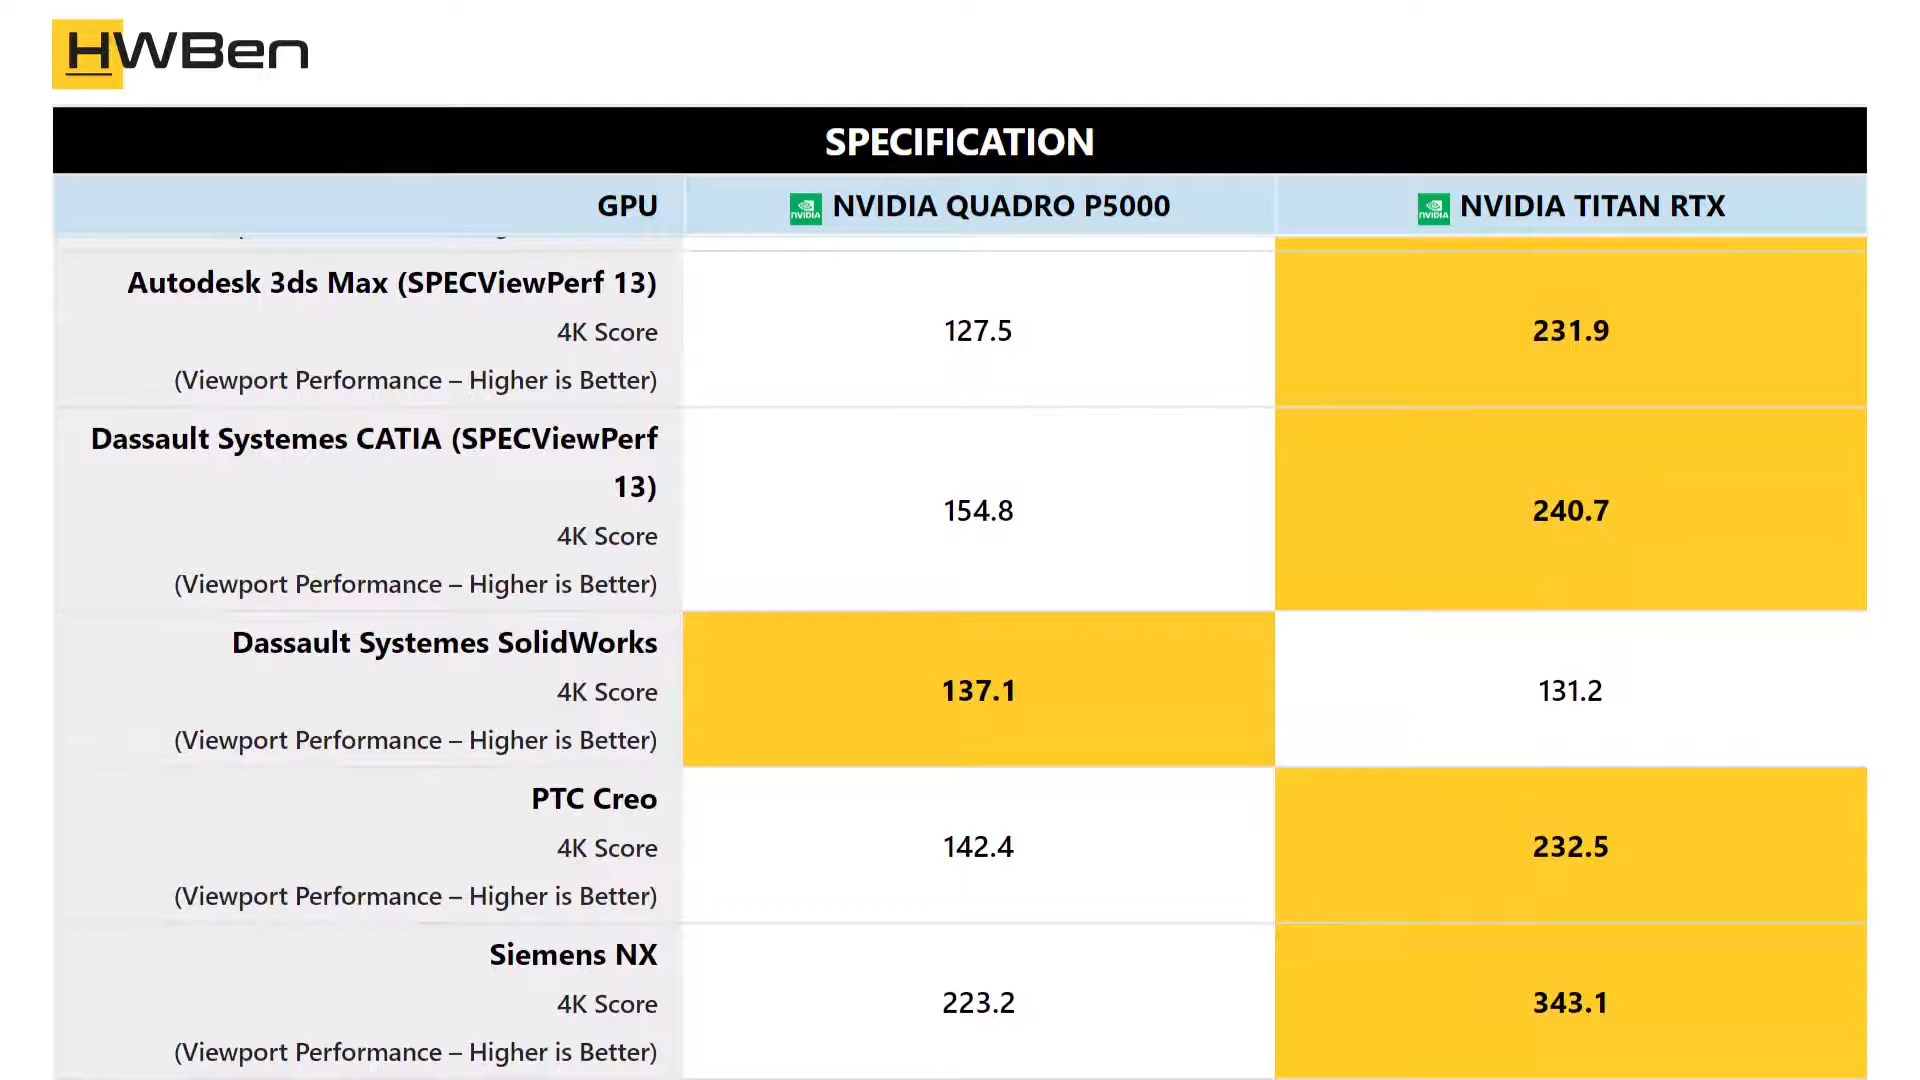 HWBen
SPECIFICATION
GPU
NVIDIA QUADRO P5000
NVIDIA TITAN RTX
Autodesk 3ds Max (SPECViewPerf 13)
4K Score
(Viewport Performance – Higher is Better)
127.5
231.9
Dassault Systemes CATIA (SPECViewPerf
13)
4K Score
(Viewport Performance – Higher is Better)
154.8
240.7
Dassault Systemes SolidWorks
4K Score
(Viewport Performance – Higher is Better)
137.1
131.2
PTC Creo
4K Score
(Viewport Performance – Higher is Better)
142.4
232.5
Siemens NX
4K Score
(Viewport Performance – Higher is Better)
223.2
343.1